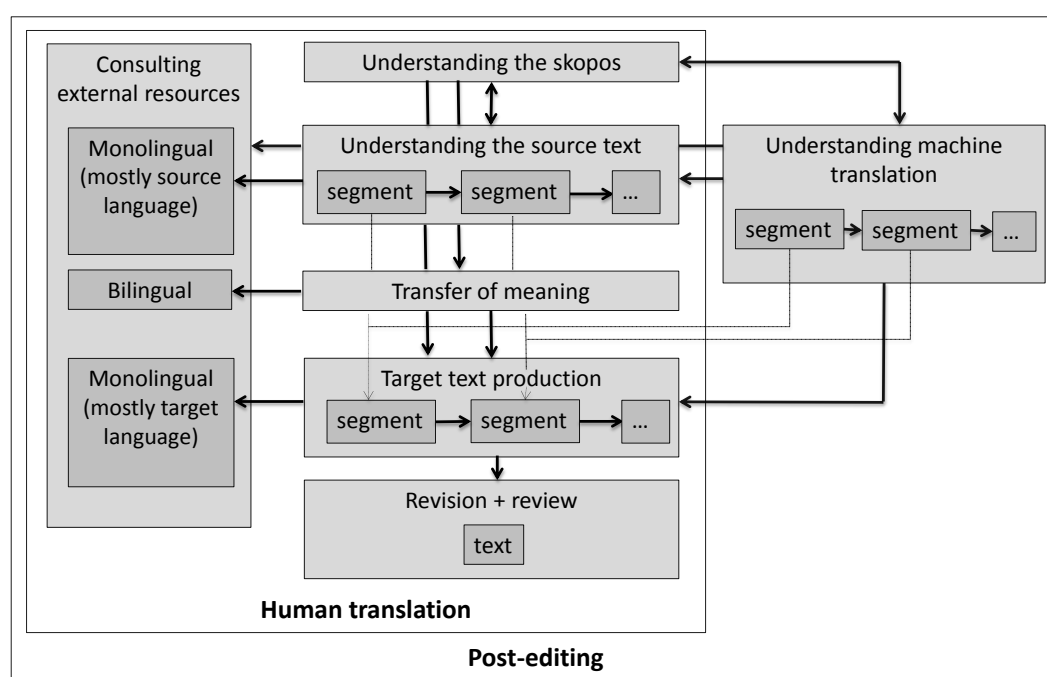 Consulting
external resources
Monolingual
(mostly source
language)
Bilingual
Monolingual
(mostly target
language)
Understanding the skopos
Understanding the source text
segment
segment
...
Transfer of meaning
Target text production
segment
segment
...
Revision + review
text
Understanding machine
translation
segment
segment
...
Human translation
Post-editing